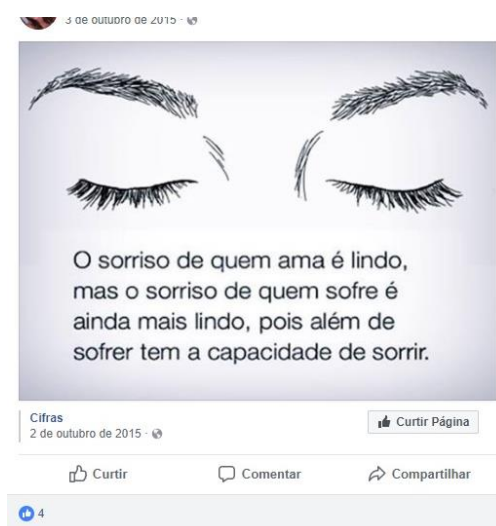 3 de outubro de 2015 ·
O sorriso de quem ama é lindo,
mas o sorriso de quem sofre é
ainda mais lindo, pois além de
sofrer tem a capacidade de sorrir.
Cifras
2 de outubro de 2015 ·
Curtir Página
Curtir
Comentar
Compartilhar
4